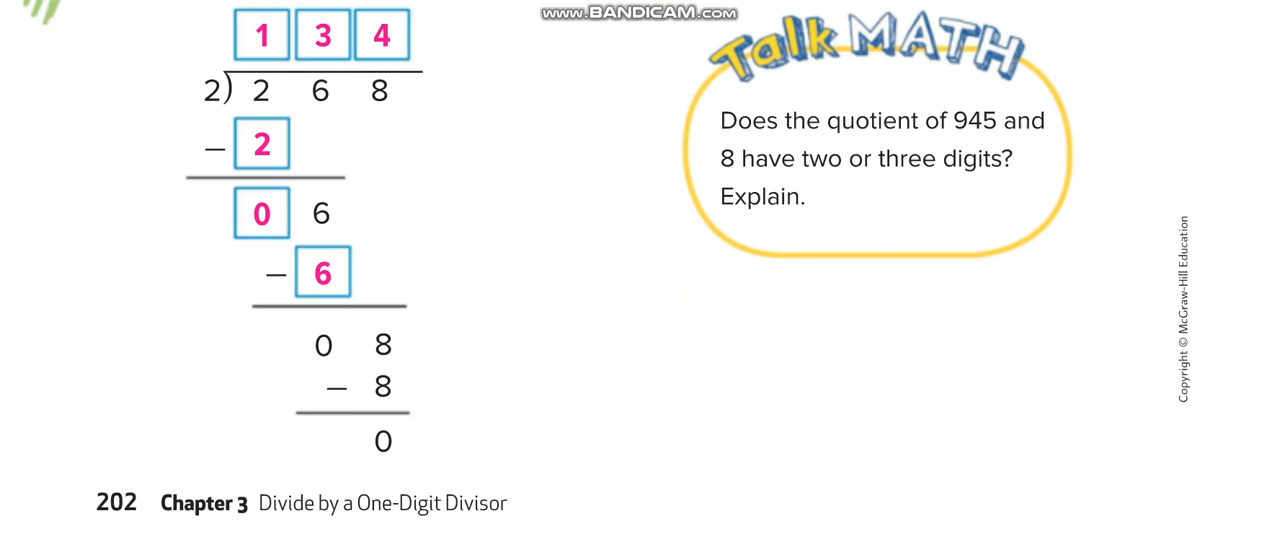 www.BANDICAM.com
1 3 4
2) 2 6 8
− 2
0 6
− 6
0 8
− 8
0
Talk MATH
Does the quotient of 945 and
8 have two or three digits?
Explain.
Copyright © McGraw-Hill Education
202 Chapter 3 Divide by a One-Digit Divisor